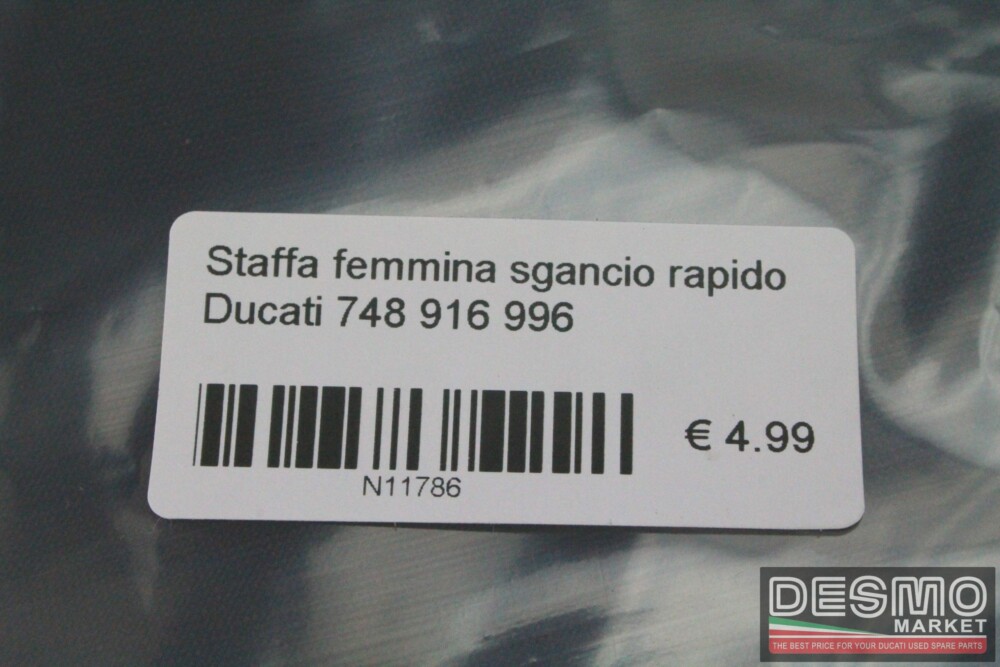 Staffa femmina sgancio rapido
Ducati 748 916 996
€ 4.99
N11786
DESMO
MARKET
THE BEST PRICE FOR YOUR DUCATI USED SPARE PARTS